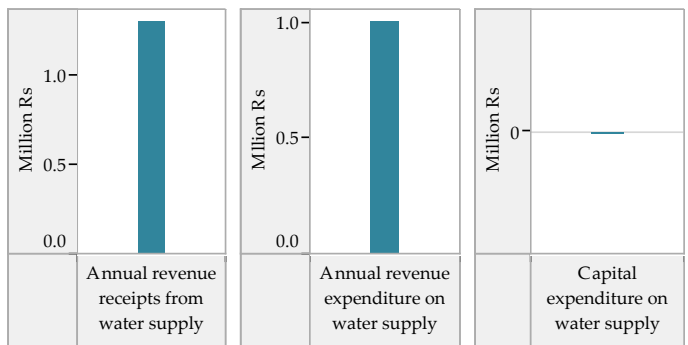 Million Rs
1.0
0.5
0.0
Annual revenue
receipts from
water supply
Mllion Rs
1.0
0.5
0.0
Annual revenue
expenditure on
water supply
Million Rs
0
Capital
expenditure on
water supply